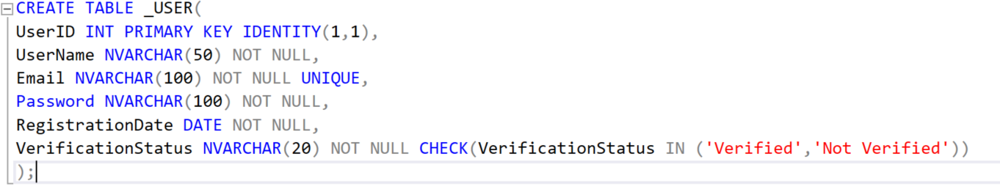 CREATE TABLE _USER(
UserID INT PRIMARY KEY IDENTITY(1,1),
UserName NVARCHAR(50) NOT NULL,
Email NVARCHAR(100) NOT NULL UNIQUE,
Password NVARCHAR(100) NOT NULL,
RegistrationDate DATE NOT NULL,
VerificationStatus NVARCHAR(20) NOT NULL CHECK(VerificationStatus IN ('Verified','Not Verified'))
);